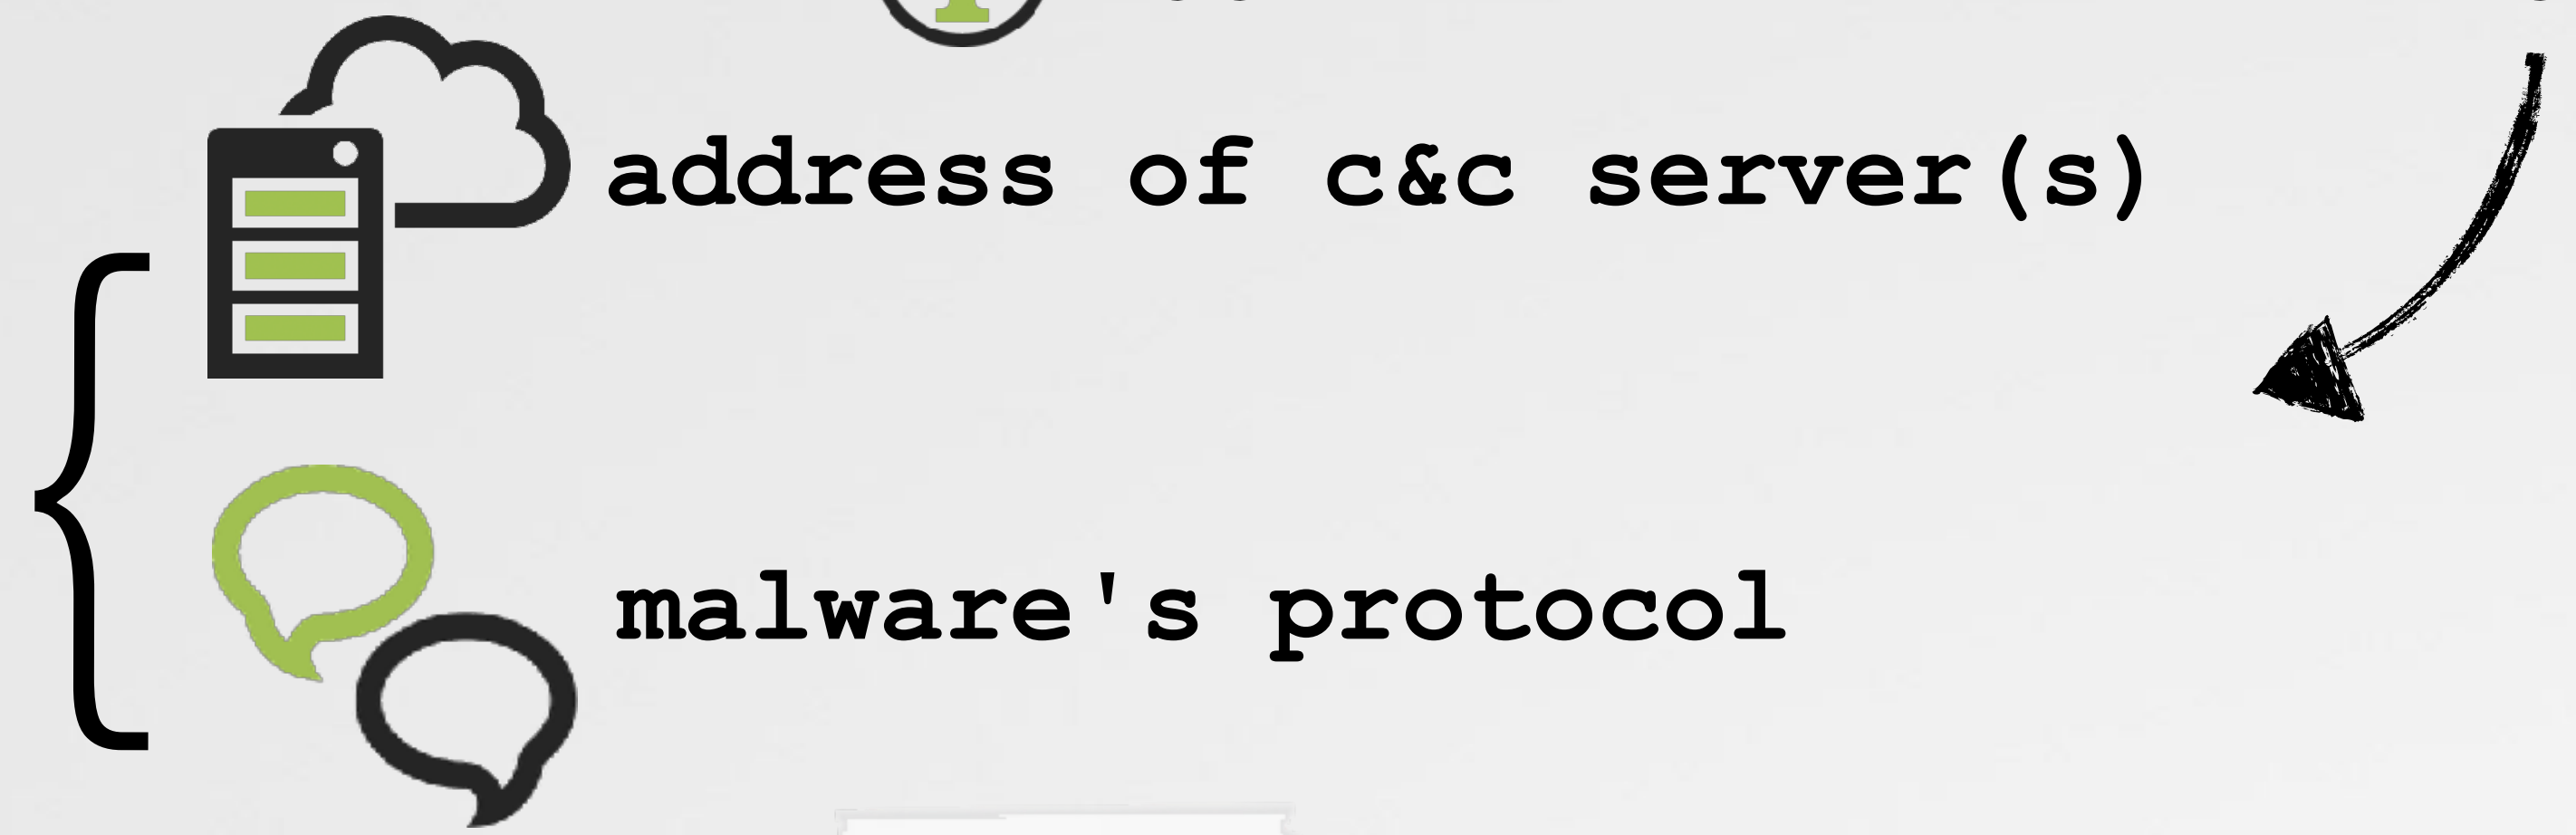 address of c&c server(s)
malware's protocol